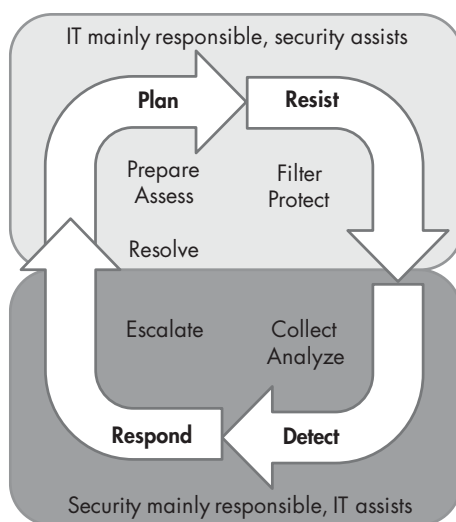 IT mainly responsible, security assists
Plan
Resist
Prepare
Assess
Filter
Protect
Resolve
Escalate
Collect
Analyze
Respond
Detect
Security mainly responsible, IT assists